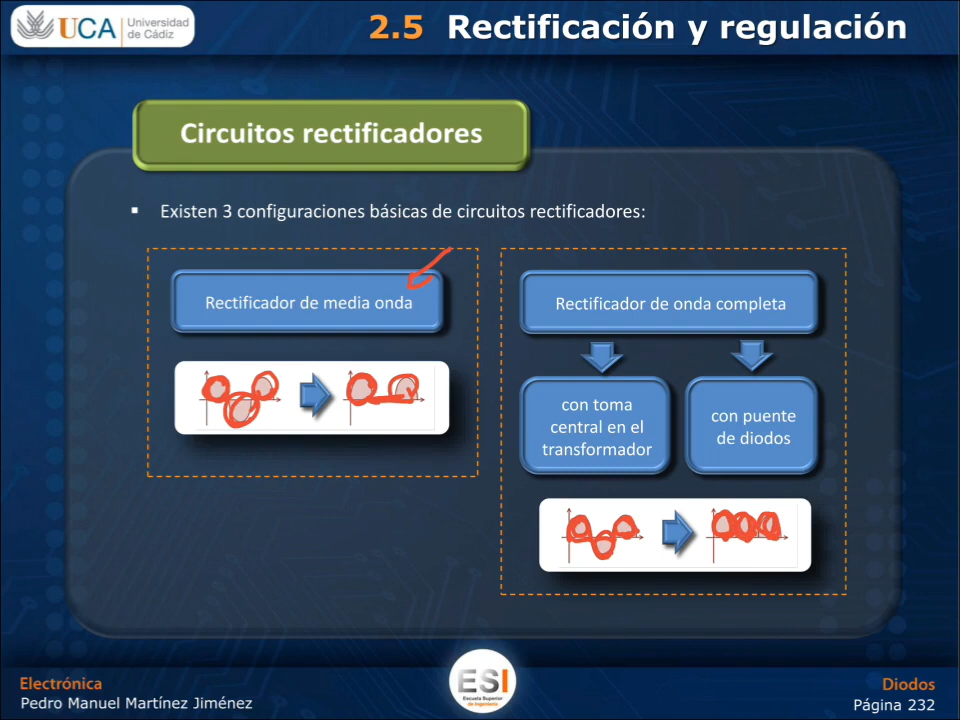 UCA
Universidad
de Cádiz
2.5 Rectificación y regulación
Circuitos rectificadores
▪ Existen 3 configuraciones básicas de circuitos rectificadores:
Rectificador de media onda
Rectificador de onda completa
con toma
central en el
transformador
con puente
de diodos
Electrónica
Pedro Manuel Martínez Jiménez
ESI
Escuela Superior
de Ingeniería
Diodos
Página 232